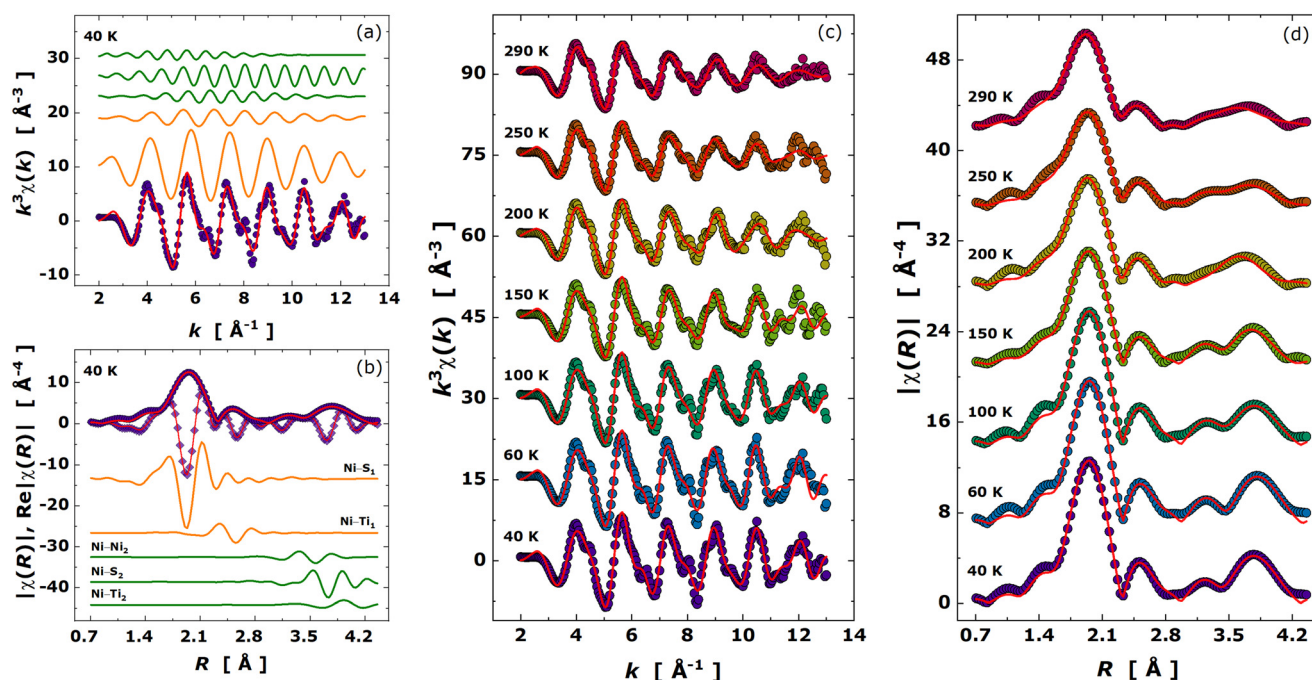 40 K
(a)
30
20
10
0
-10
k³χ(k) [ Å⁻³ ]
2 4 6 8 10 12 14
k [ Å⁻¹ ]
40 K
(b)
10
0
-10
-20
-30
-40
|χ(R)|, Re|χ(R)| [ Å⁻⁴ ]
Ni–S₁
Ni–Ti₁
Ni–Ni₂
Ni–S₂
Ni–Ti₂
0.7 1.4 2.1 2.8 3.5 4.2
R [ Å ]
(c)
90
75
60
45
30
15
0
k³χ(k) [ Å⁻³ ]
290 K
250 K
200 K
150 K
100 K
60 K
40 K
2 4 6 8 10 12 14
k [ Å⁻¹ ]
(d)
48
40
32
24
16
8
0
|χ(R)| [ Å⁻⁴ ]
290 K
250 K
200 K
150 K
100 K
60 K
40 K
0.7 1.4 2.1 2.8 3.5 4.2
R [ Å ]